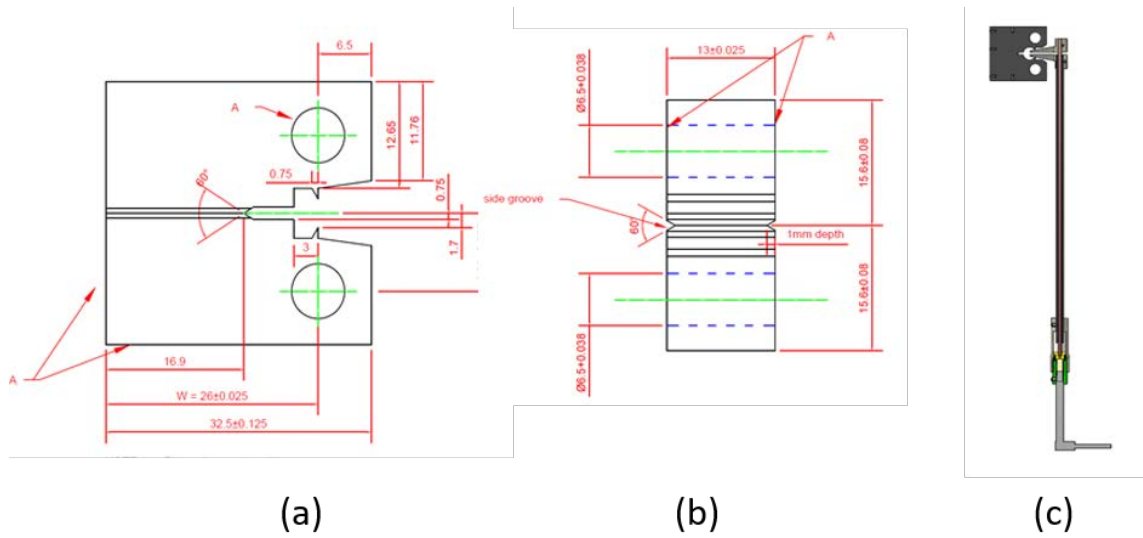 6.5
A
12.65
11.76
0.75
60°
0.75
1.7
3
A
16.9
W = 26±0.025
32.5±0.125
13±0.025
A
Ø6.5+0.038
15.6±0.08
side groove
60°
1mm depth
Ø6.5+0.038
15.6±0.08
(a)
(b)
(c)